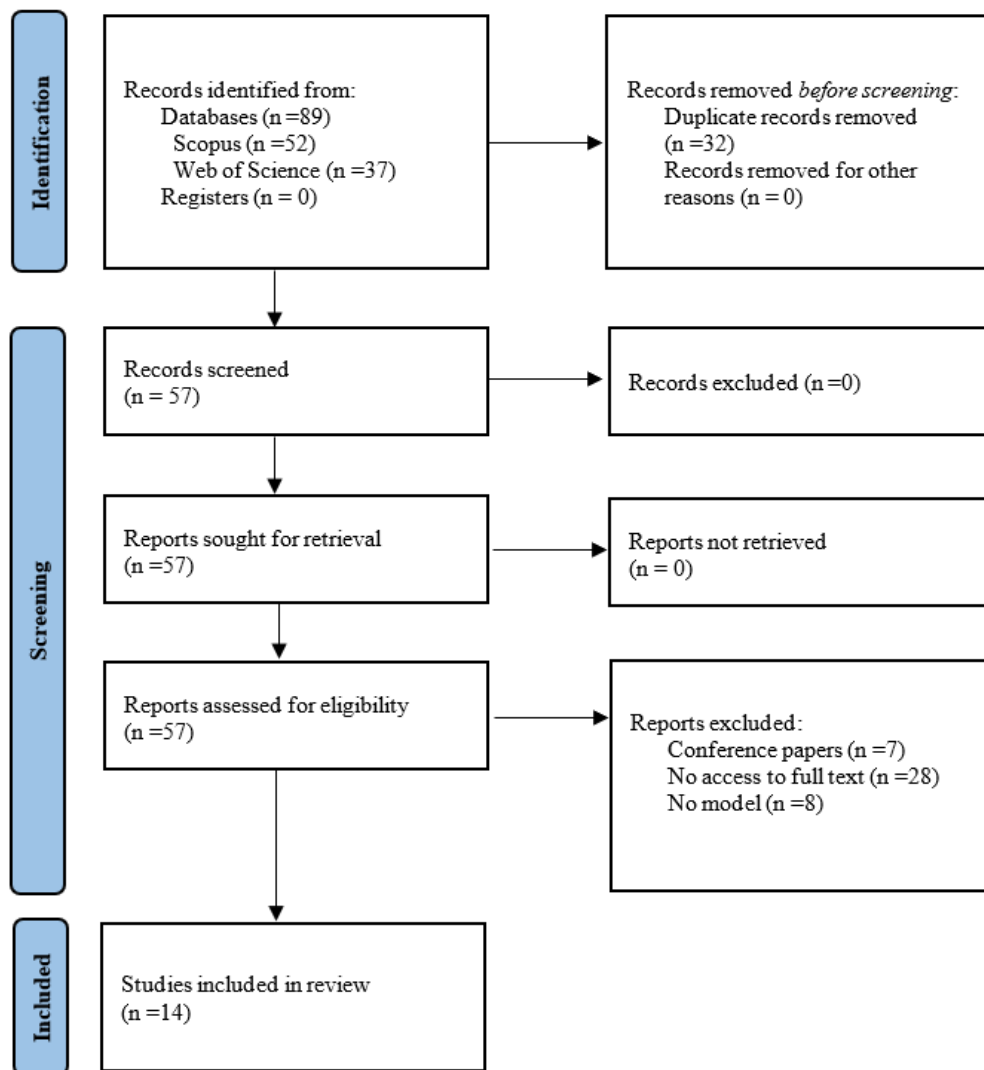 Identification
Records identified from:
Databases (n =89)
Scopus (n =52)
Web of Science (n =37)
Registers (n = 0)
Records removed before screening:
Duplicate records removed
(n =32)
Records removed for other
reasons (n = 0)
Screening
Records screened
(n = 57)
Records excluded (n =0)
Reports sought for retrieval
(n =57)
Reports not retrieved
(n = 0)
Reports assessed for eligibility
(n =57)
Reports excluded:
Conference papers (n =7)
No access to full text (n =28)
No model (n =8)
Included
Studies included in review
(n =14)